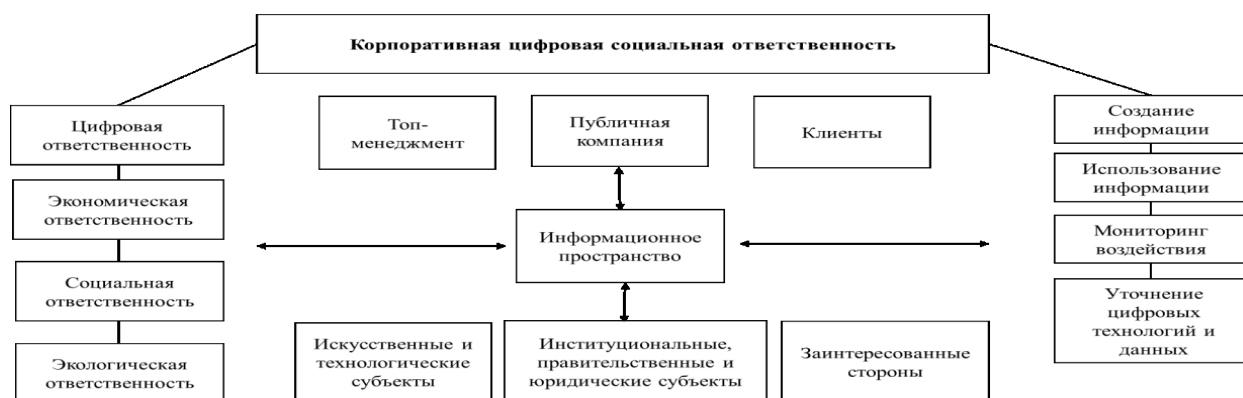 Корпоративная цифровая социальная ответственность
Цифровая
ответственность
Экономическая
ответственность
Социальная
ответственность
Экологическая
ответственность
Топ-
менеджмент
Публичная
компания
Клиенты
Информационное
пространство
Искусственные и
технологические
субъекты
Институциональные,
правительственные и
юридические субъекты
Заинтересованные
стороны
Создание
информации
Использование
информации
Мониторинг
воздействия
Уточнение
цифровых
технологий и
данных